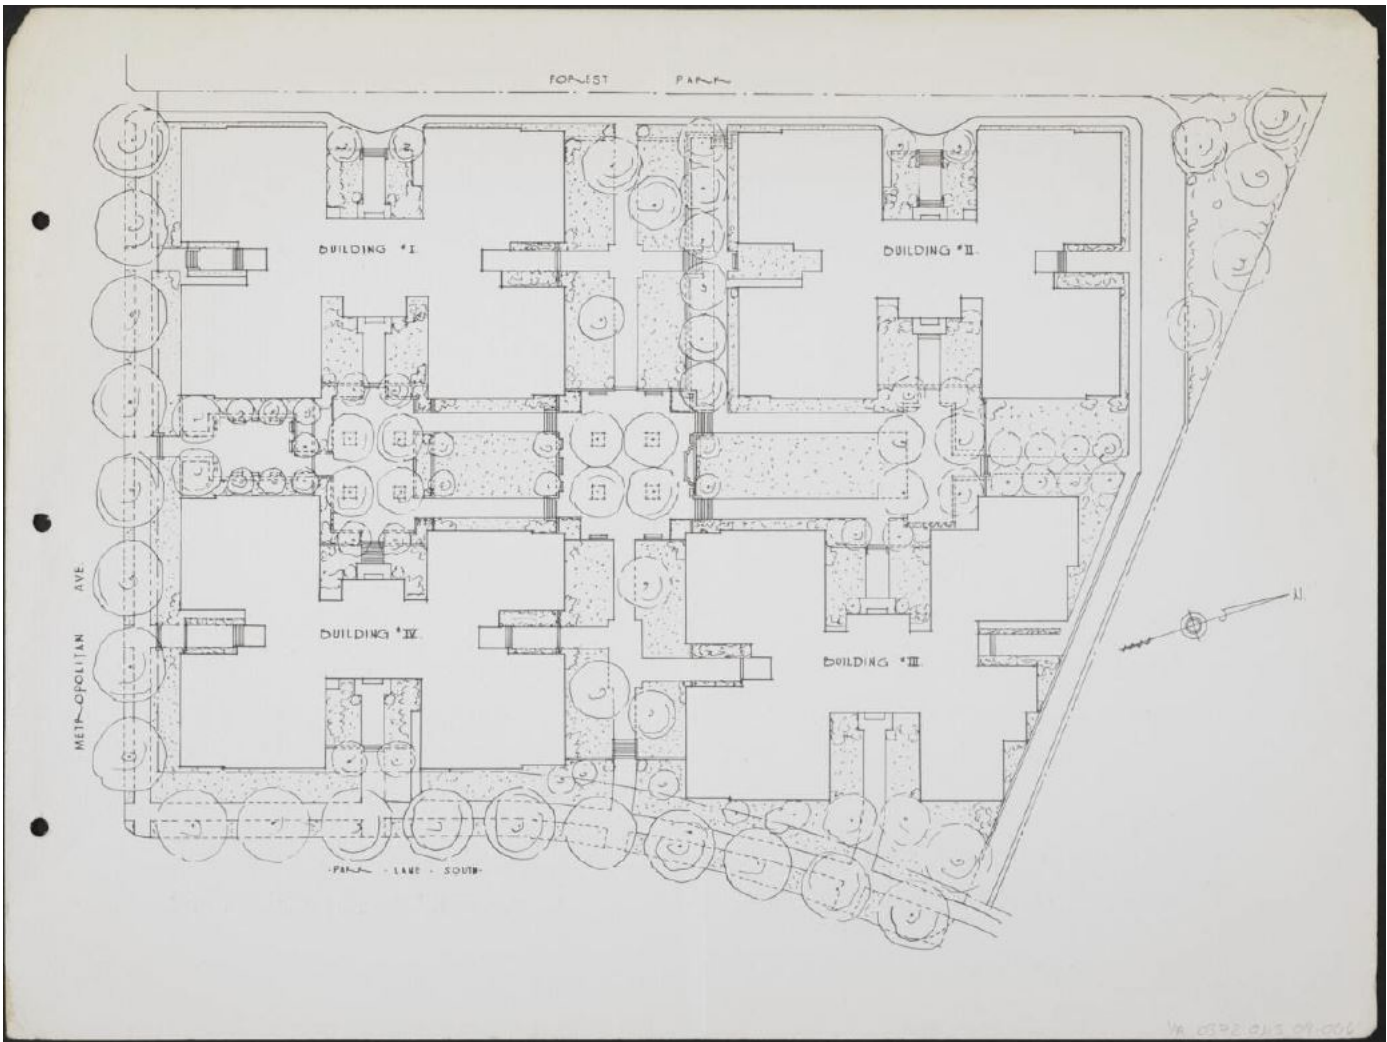 FOREST PARK
BUILDING #I.
BUILDING #II.
METROPOLITAN AVE.
BUILDING #IV.
BUILDING #III.
N.
-PARK - LANE - SOUTH-